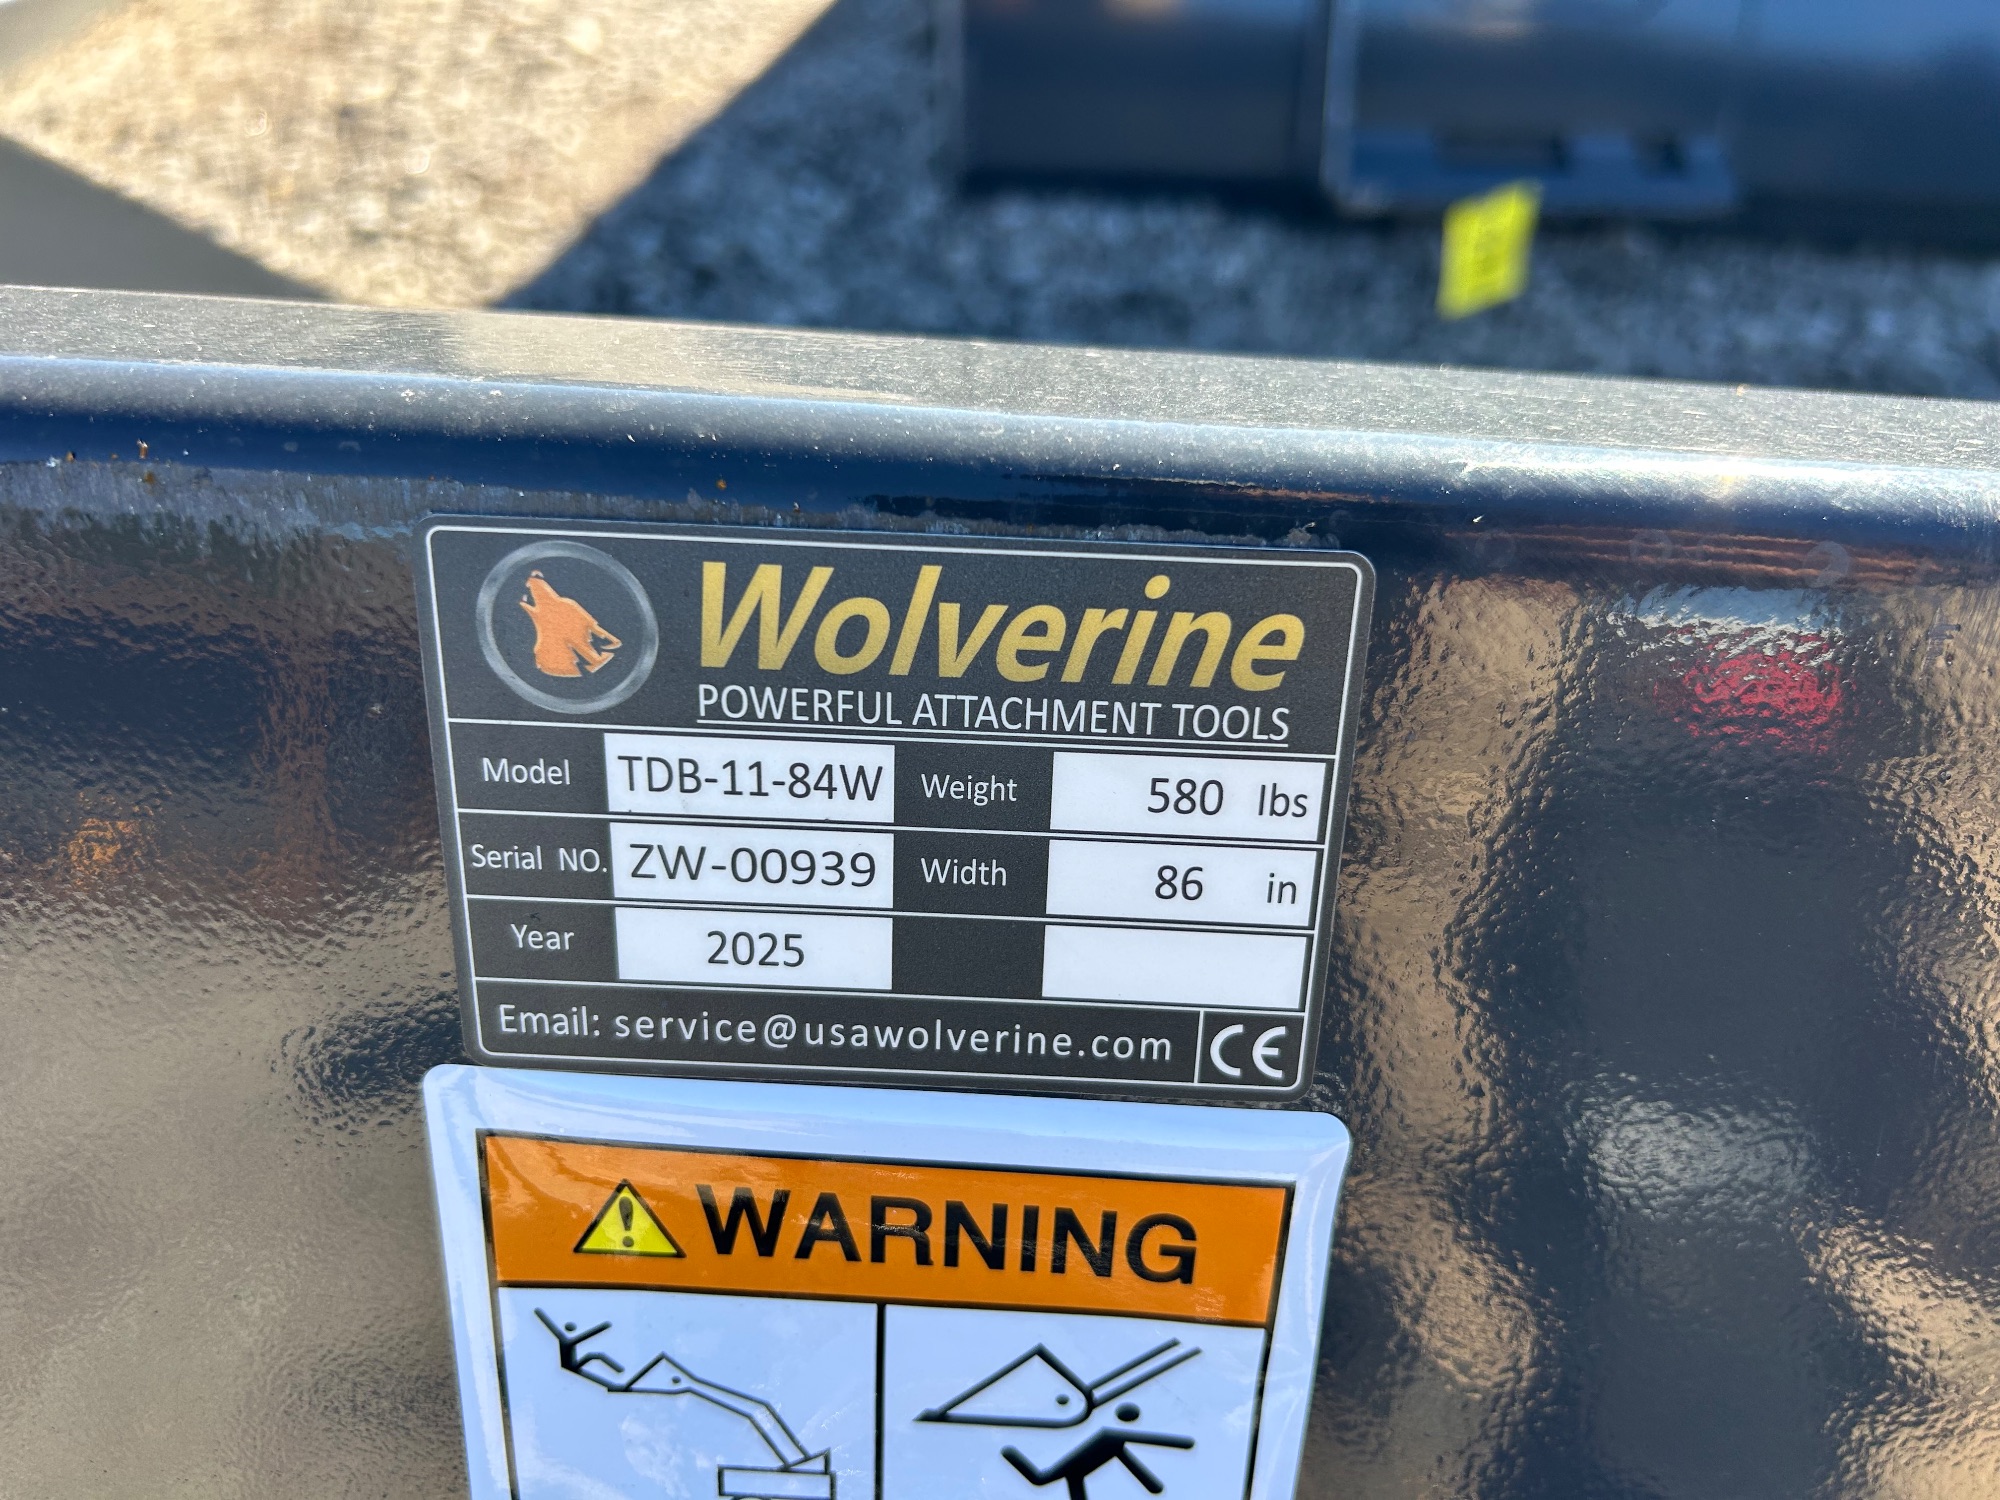 Wolverine
POWERFUL ATTACHMENT TOOLS
Model TDB-11-84W Weight 580 lbs
Serial NO. ZW-00939 Width 86 in
Year 2025
Email: service@usawolverine.com CE
WARNING